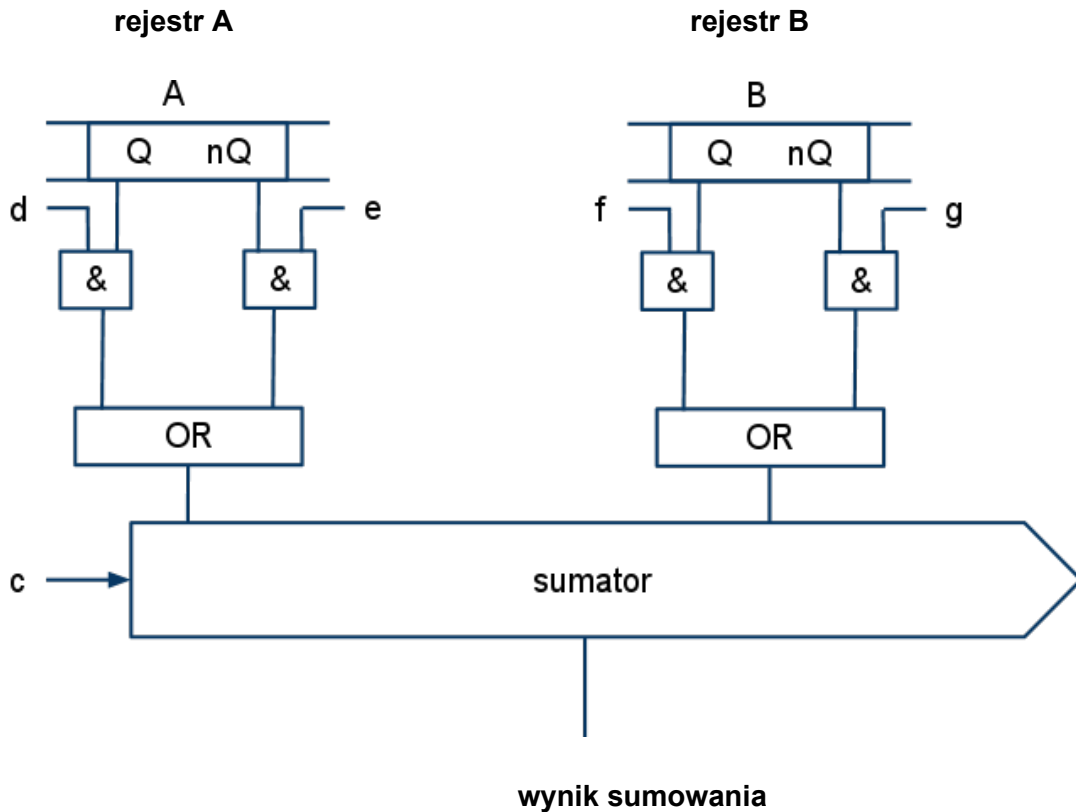 rejestr A
rejestr B
A
B
Q nQ
Q nQ
d
e
f
g
&
&
&
&
OR
OR
c
sumator
wynik sumowania